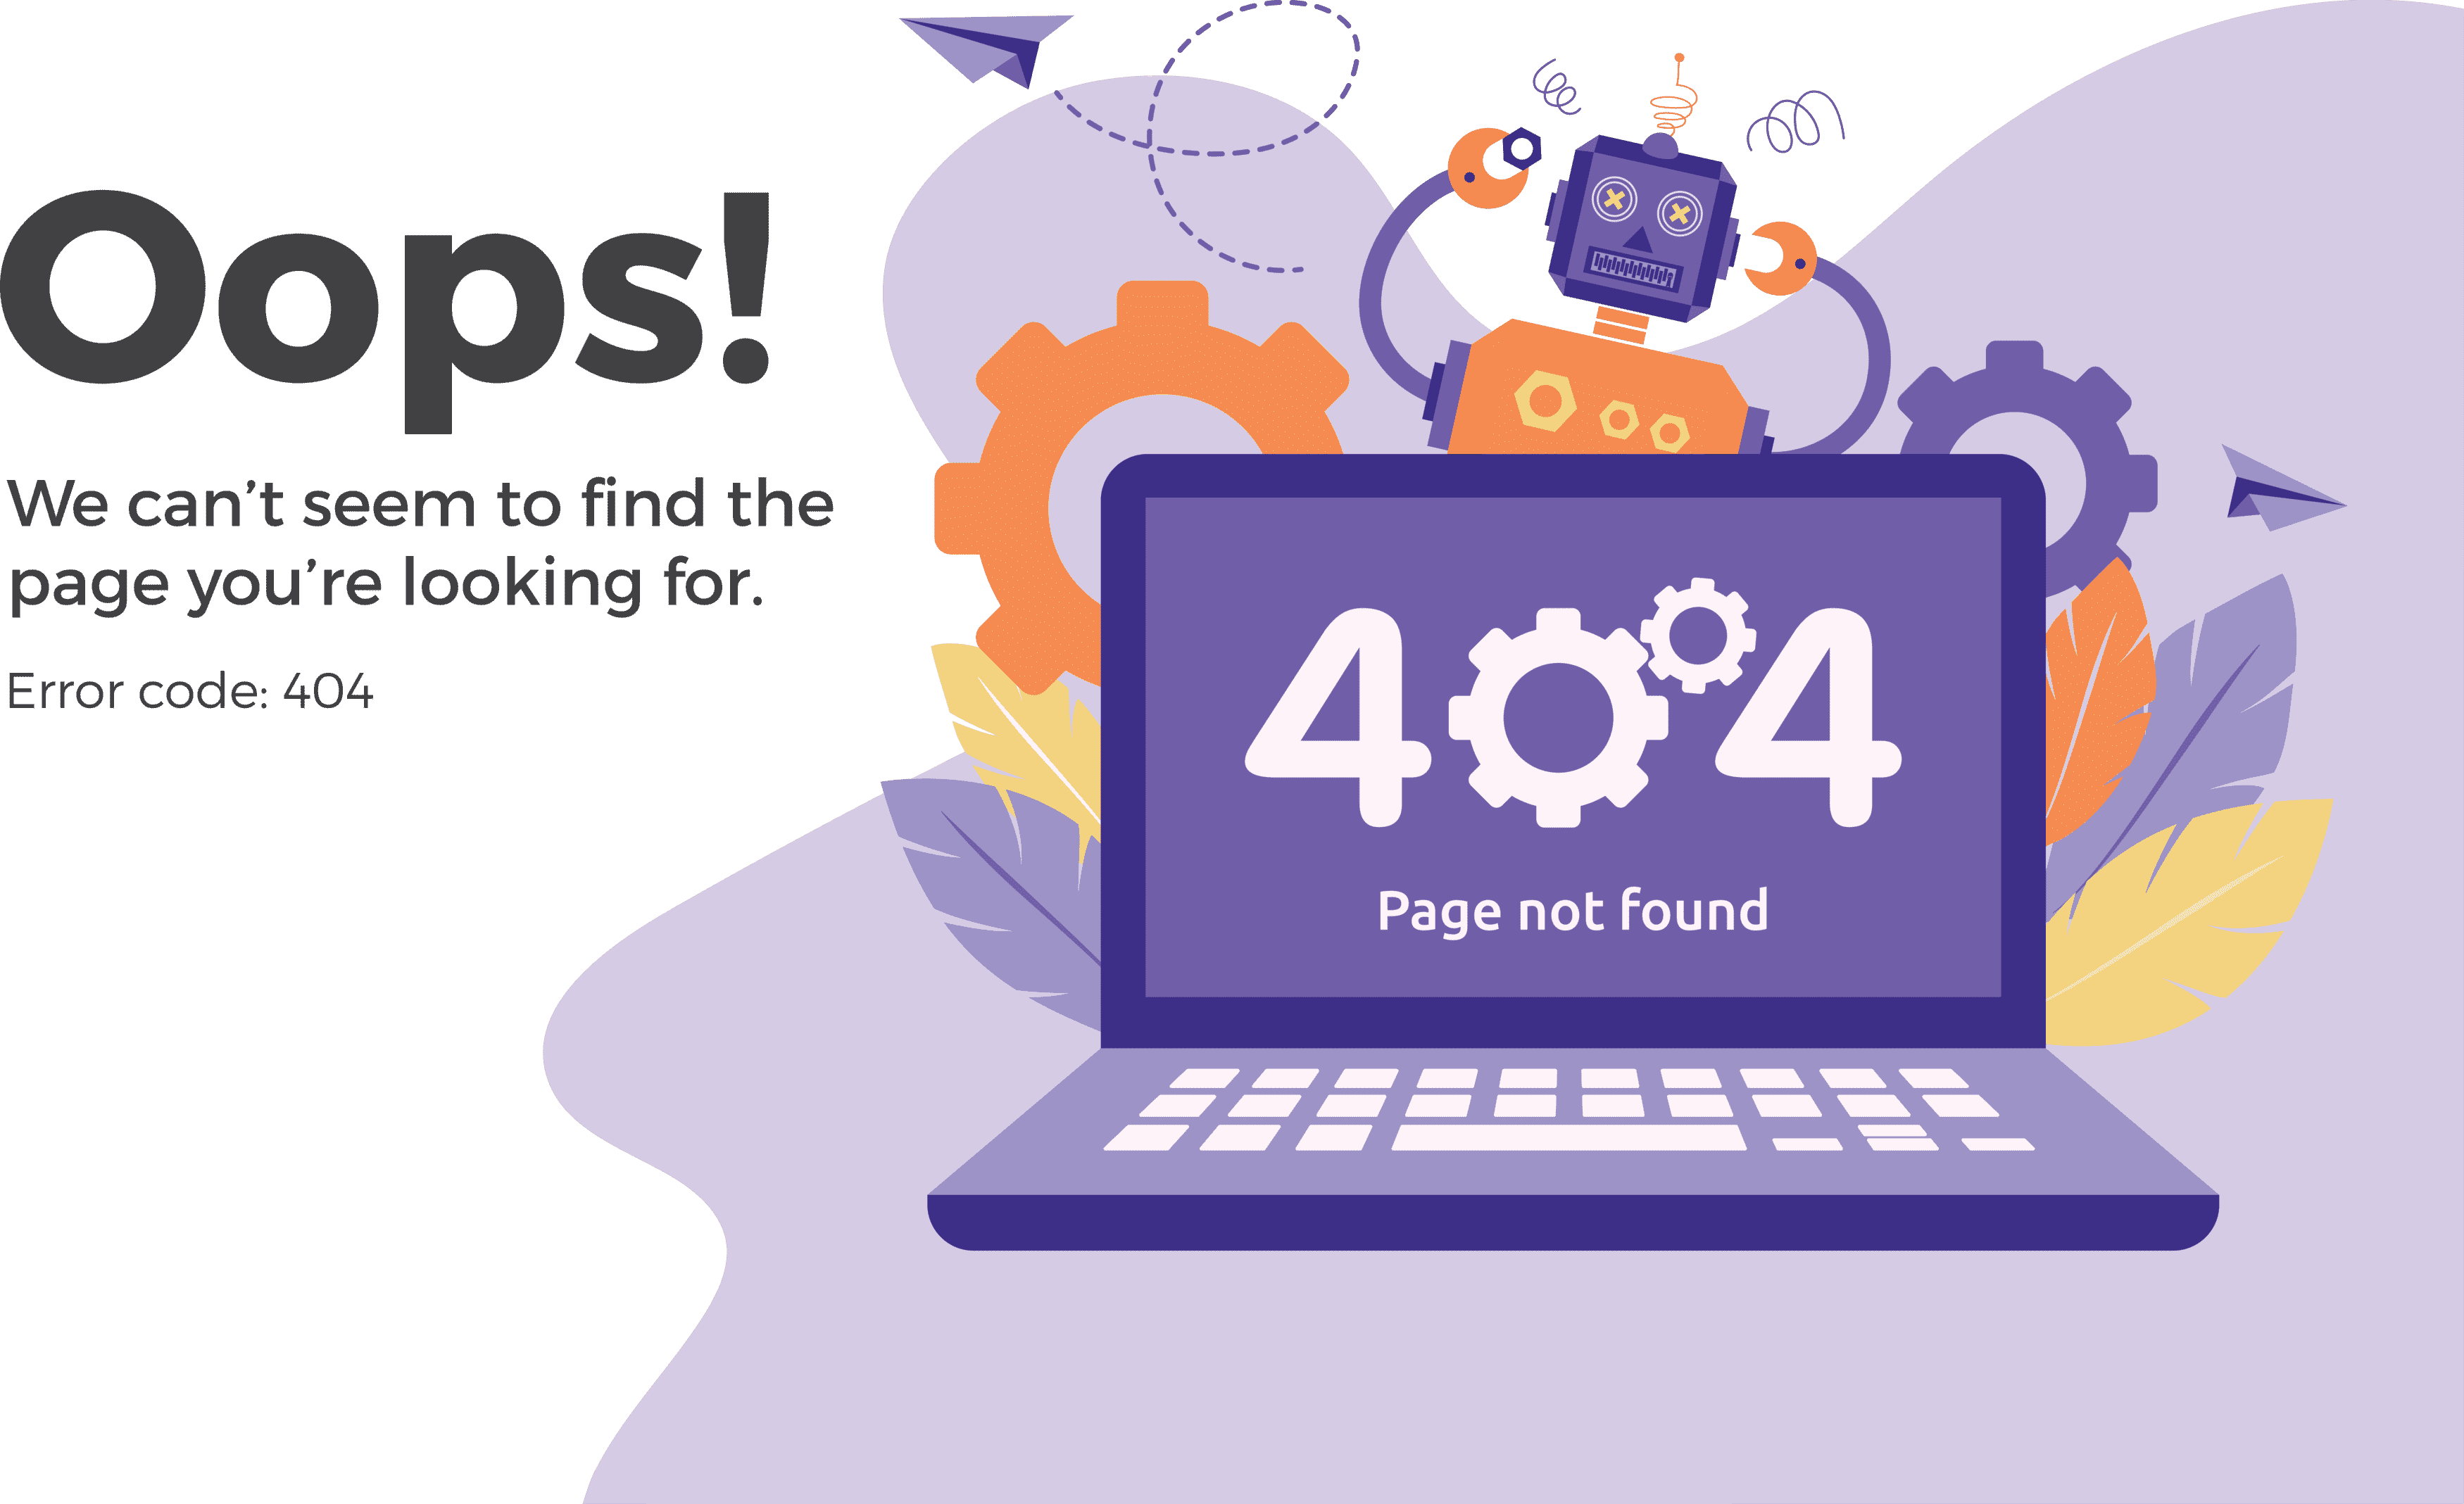 Oops!
We can’t seem to find the
page you’re looking for.
Error code: 404
404
Page not found